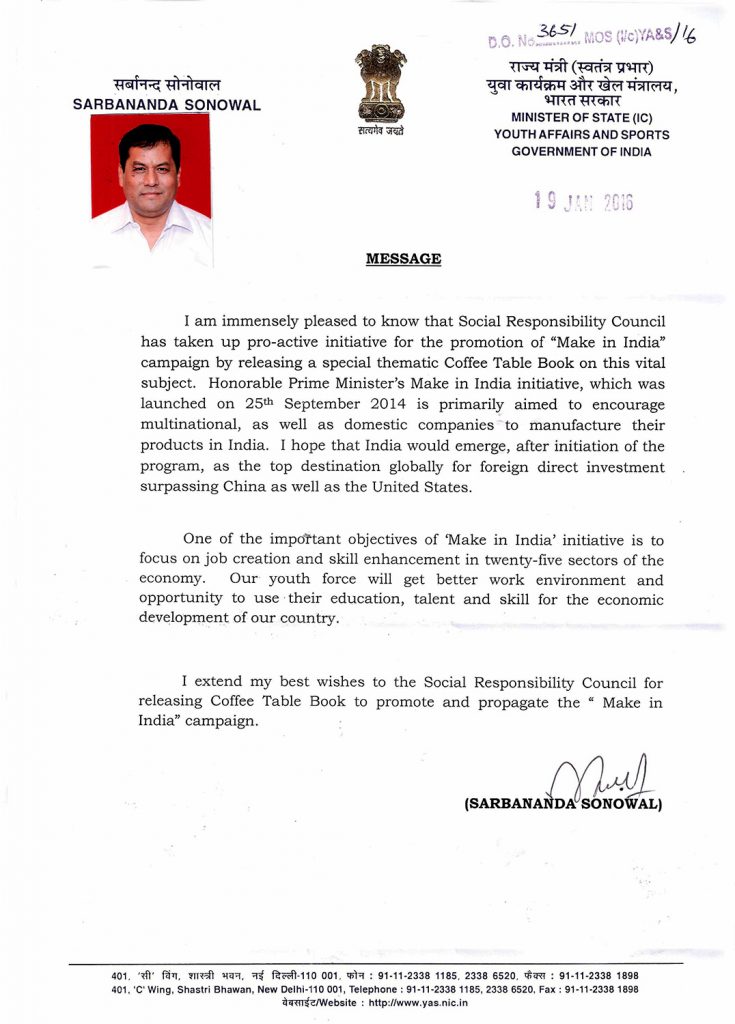 D.O. No. 3651 MOS (I/c)YA&S/16
सर्बानन्द सोनोवाल
SARBANANDA SONOWAL
सत्यमेव जयते
राज्य मंत्री (स्वतंत्र प्रभार)
युवा कार्यक्रम और खेल मंत्रालय,
भारत सरकार
MINISTER OF STATE (IC)
YOUTH AFFAIRS AND SPORTS
GOVERNMENT OF INDIA
19 JAN 2016
MESSAGE
I am immensely pleased to know that Social Responsibility Council
has taken up pro-active initiative for the promotion of “Make in India”
campaign by releasing a special thematic Coffee Table Book on this vital
subject. Honorable Prime Minister’s Make in India initiative, which was
launched on 25th September 2014 is primarily aimed to encourage
multinational, as well as domestic companies to manufacture their
products in India. I hope that India would emerge, after initiation of the
program, as the top destination globally for foreign direct investment
surpassing China as well as the United States.
One of the important objectives of ‘Make in India’ initiative is to
focus on job creation and skill enhancement in twenty-five sectors of the
economy. Our youth force will get better work environment and
opportunity to use their education, talent and skill for the economic
development of our country.
I extend my best wishes to the Social Responsibility Council for
releasing Coffee Table Book to promote and propagate the “ Make in
India” campaign.
(SARBANANDA SONOWAL)
401, 'सी' विंग, शास्त्री भवन, नई दिल्ली-110 001, फोन : 91-11-2338 1185, 2338 6520, फैक्स : 91-11-2338 1898
401, 'C' Wing, Shastri Bhawan, New Delhi-110 001, Telephone : 91-11-2338 1185, 2338 6520, Fax : 91-11-2338 1898
वेबसाईट/Website : http://www.yas.nic.in